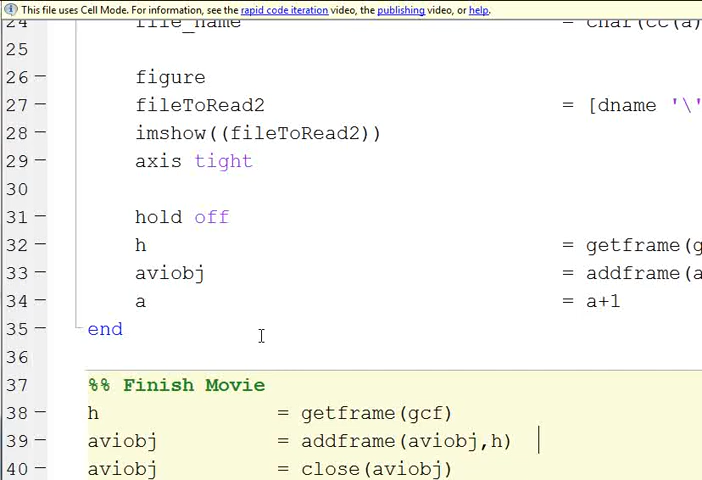 This file uses Cell Mode. For information, see the rapid code iteration video, the publishing video, or help.
24 file_name = char(cc(a)
25
26 - figure
27 - fileToRead2 = [dname '\'
28 - imshow((fileToRead2))
29 - axis tight
30
31 - hold off
32 - h = getframe(g
33 - aviobj = addframe(a
34 - a = a+1
35 - end
36
37 %% Finish Movie
38 - h = getframe(gcf)
39 - aviobj = addframe(aviobj,h)
40 - aviobj = close(aviobj)